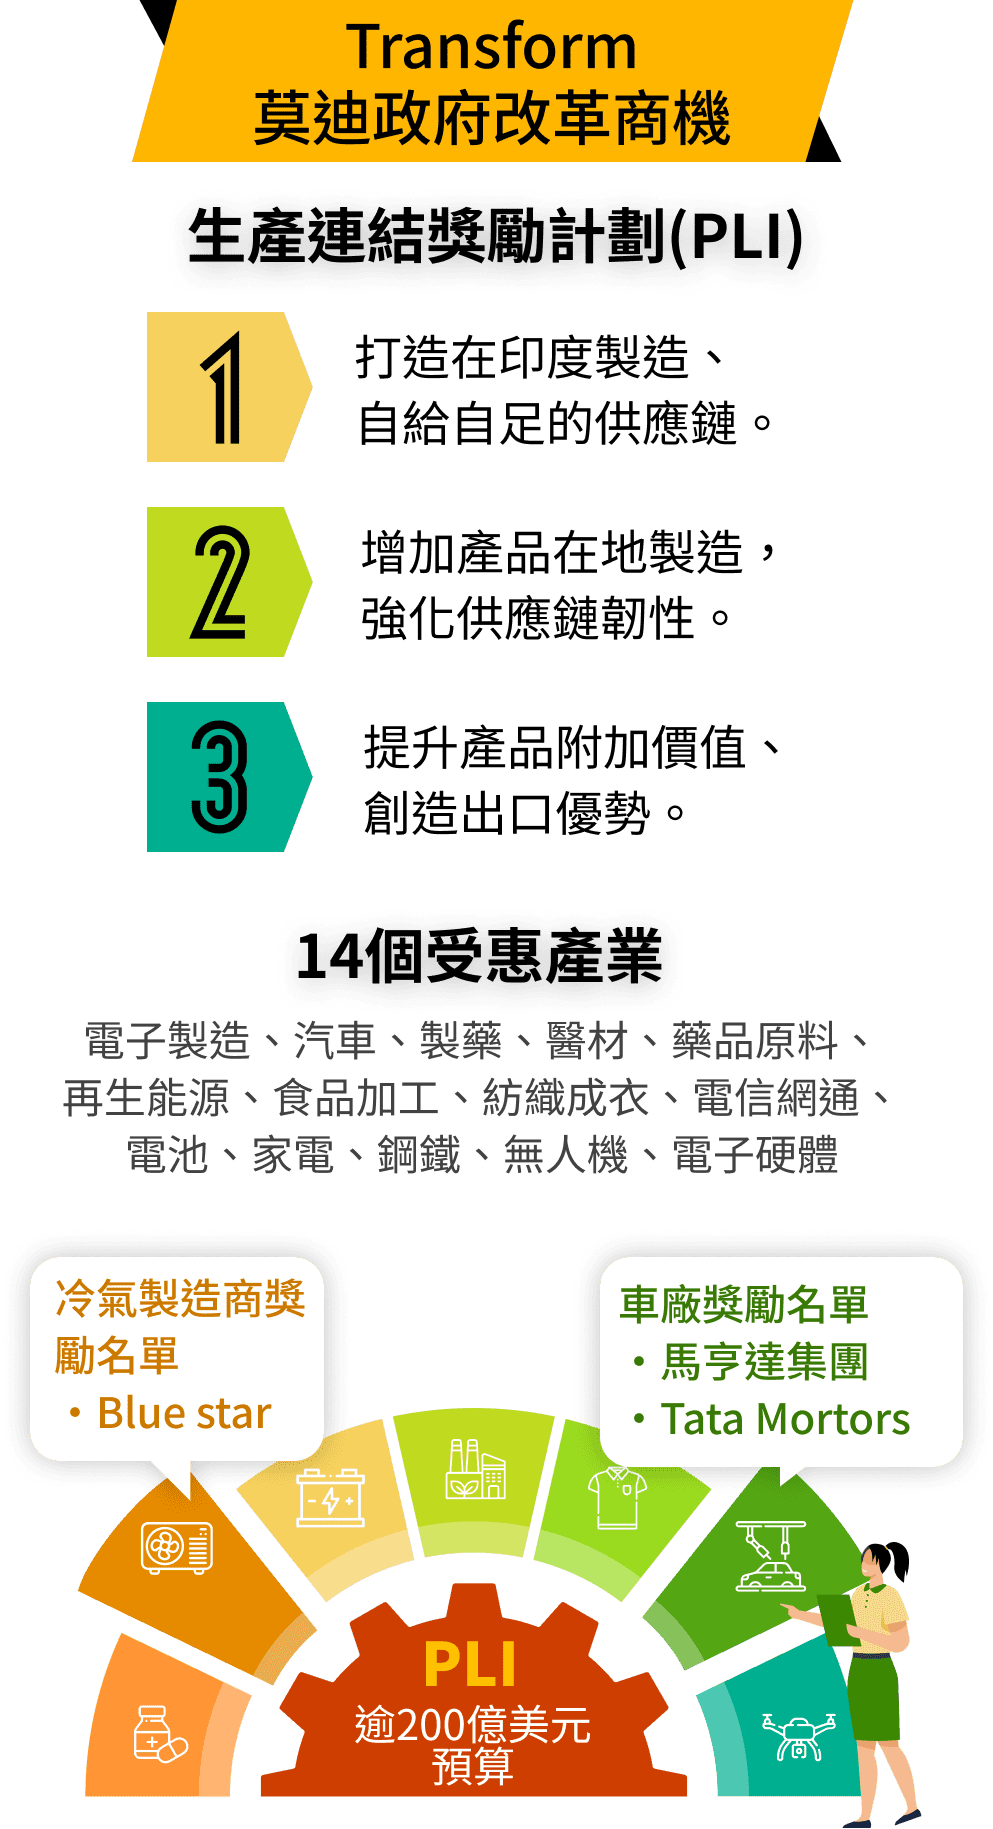 Transform
莫迪政府改革商機
生產連結獎勵計劃(PLI)
1
打造在印度製造、
自給自足的供應鏈。
2
增加產品在地製造，
強化供應鏈韌性。
3
提升產品附加價值、
創造出口優勢。
14個受惠產業
電子製造、汽車、製藥、醫材、藥品原料、
再生能源、食品加工、紡織成衣、電信網通、
電池、家電、鋼鐵、無人機、電子硬體
冷氣製造商獎
勵名單
・Blue star
車廠獎勵名單
・馬亨達集團
・Tata Mortors
PLI
逾200億美元
預算